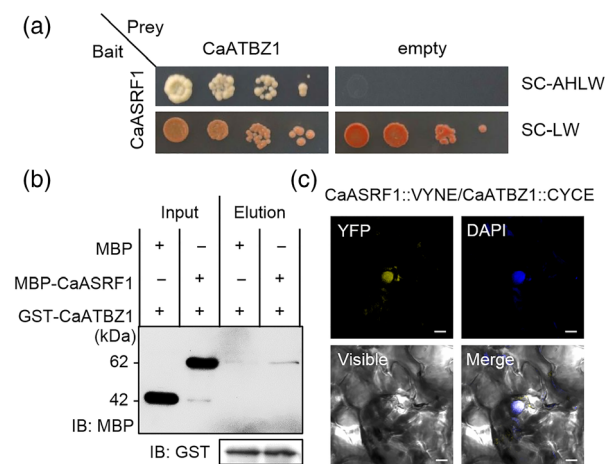 (a)
Prey
Bait
CaATBZ1
empty
CaASRF1
SC-AHLW
SC-LW
(b)
Input
Elution
MBP
+
–
+
–
MBP-CaASRF1
–
+
–
+
GST-CaATBZ1
+
+
+
+
(kDa)
62
42
IB: MBP
IB: GST
(c)
CaASRF1::VYNE/CaATBZ1::CYCE
YFP
DAPI
Visible
Merge